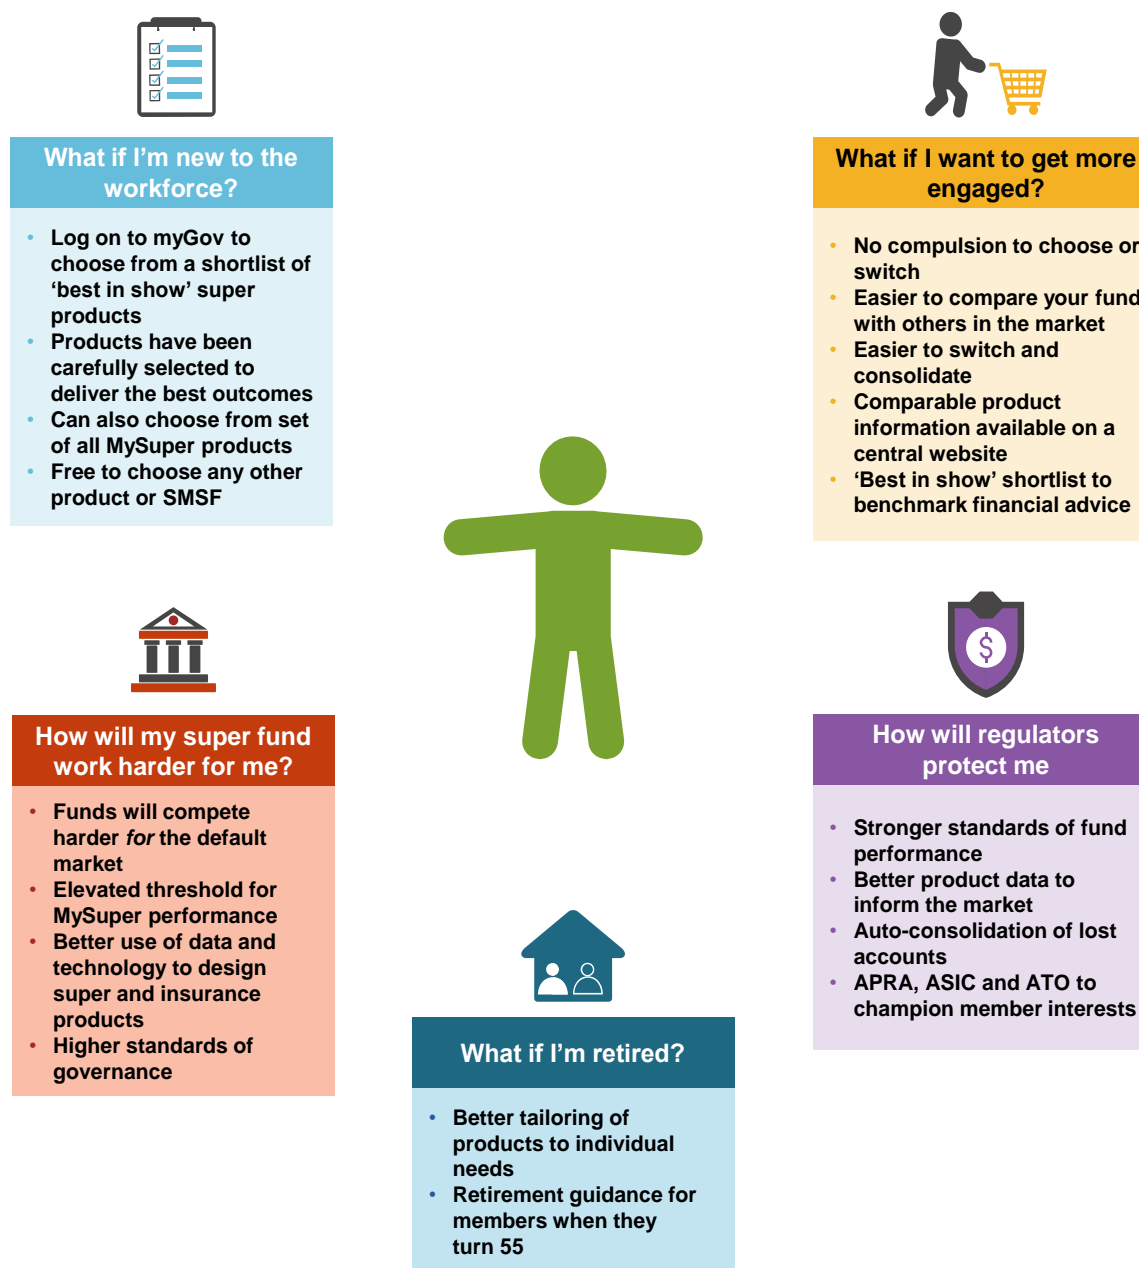 What if I'm new to the
workforce?
• Log on to myGov to
choose from a shortlist of
‘best in show’ super
products
• Products have been
carefully selected to
deliver the best outcomes
• Can also choose from set
of all MySuper products
• Free to choose any other
product or SMSF
What if I want to get more
engaged?
• No compulsion to choose or
switch
• Easier to compare your fund
with others in the market
• Easier to switch and
consolidate
• Comparable product
information available on a
central website
• ‘Best in show’ shortlist to
benchmark financial advice
How will my super fund
work harder for me?
• Funds will compete
harder for the default
market
• Elevated threshold for
MySuper performance
• Better use of data and
technology to design
super and insurance
products
• Higher standards of
governance
$
How will regulators
protect me
• Stronger standards of fund
performance
• Better product data to
inform the market
• Auto-consolidation of lost
accounts
• APRA, ASIC and ATO to
champion member interests
What if I’m retired?
• Better tailoring of
products to individual
needs
• Retirement guidance for
members when they
turn 55